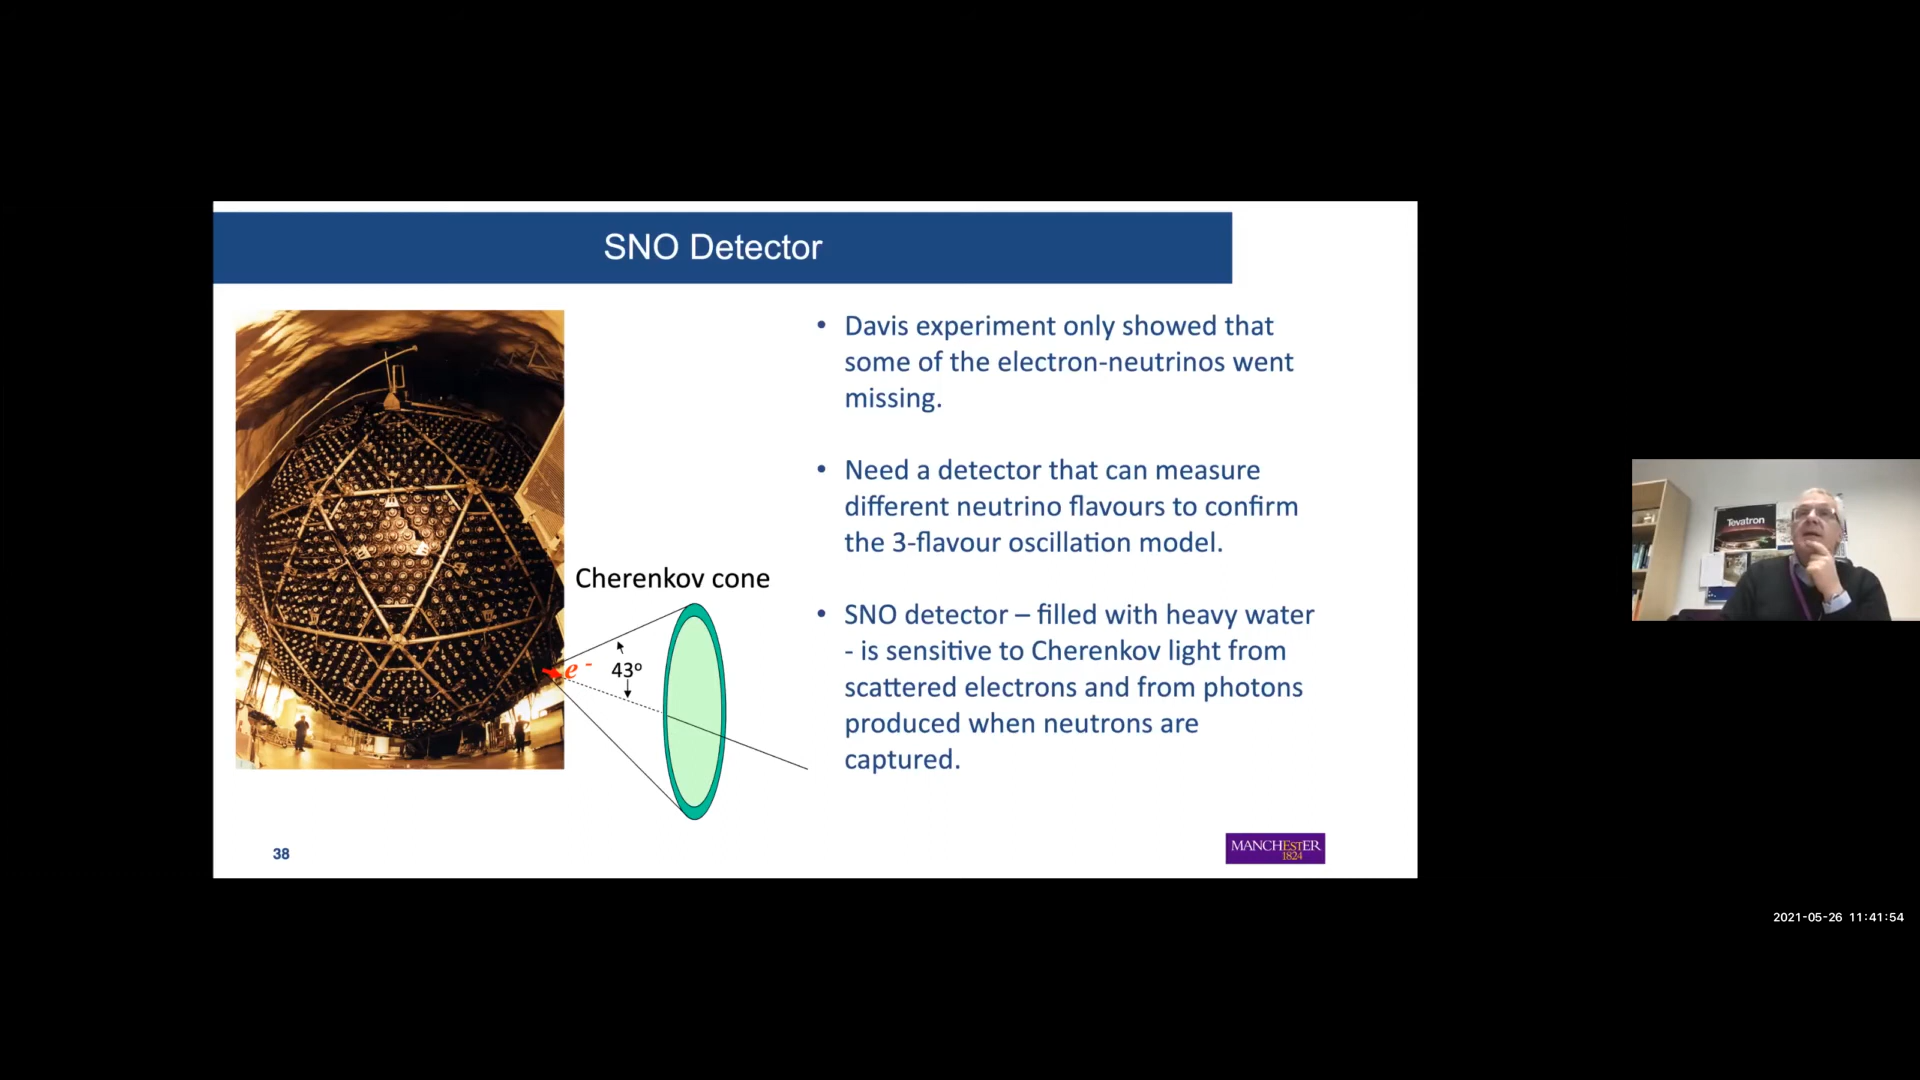 SNO Detector
• Davis experiment only showed that
some of the electron-neutrinos went
missing.
• Need a detector that can measure
different neutrino flavours to confirm
the 3-flavour oscillation model.
Cherenkov cone
• SNO detector – filled with heavy water
- is sensitive to Cherenkov light from
scattered electrons and from photons
produced when neutrons are
captured.
e⁻
43º
38
MANCHESTER
1824
Tevatron
2021-05-26 11:41:54